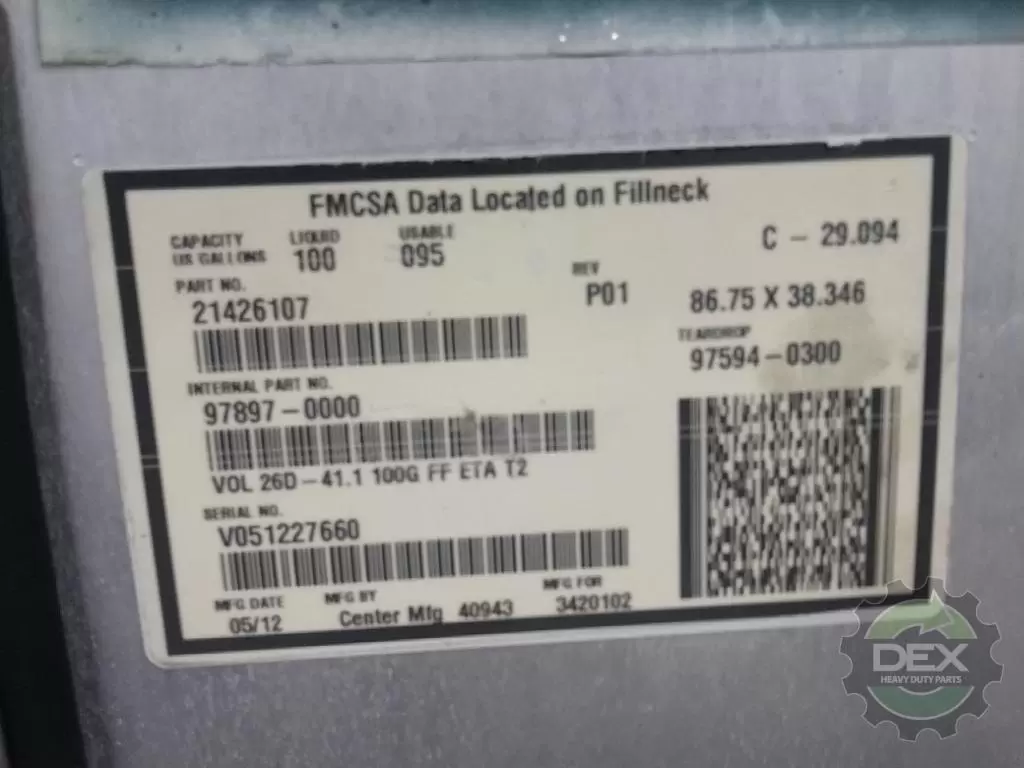 FMCSA Data Located on Fillneck
CAPACITY LIQUID USABLE
US GALLONS 100 095
C - 29.094
PART NO. REV
21426107 P01 86.75 X 38.346
TEARDROP
97594-0300
INTERNAL PART NO.
97897-0000
VOL 26D-41.1 100G FF ETA T2
SERIAL NO.
V051227660
MFG DATE MFG BY MFG FOR
05/12 Center Mfg 40943 3420102
DEX
HEAVY DUTY PARTS